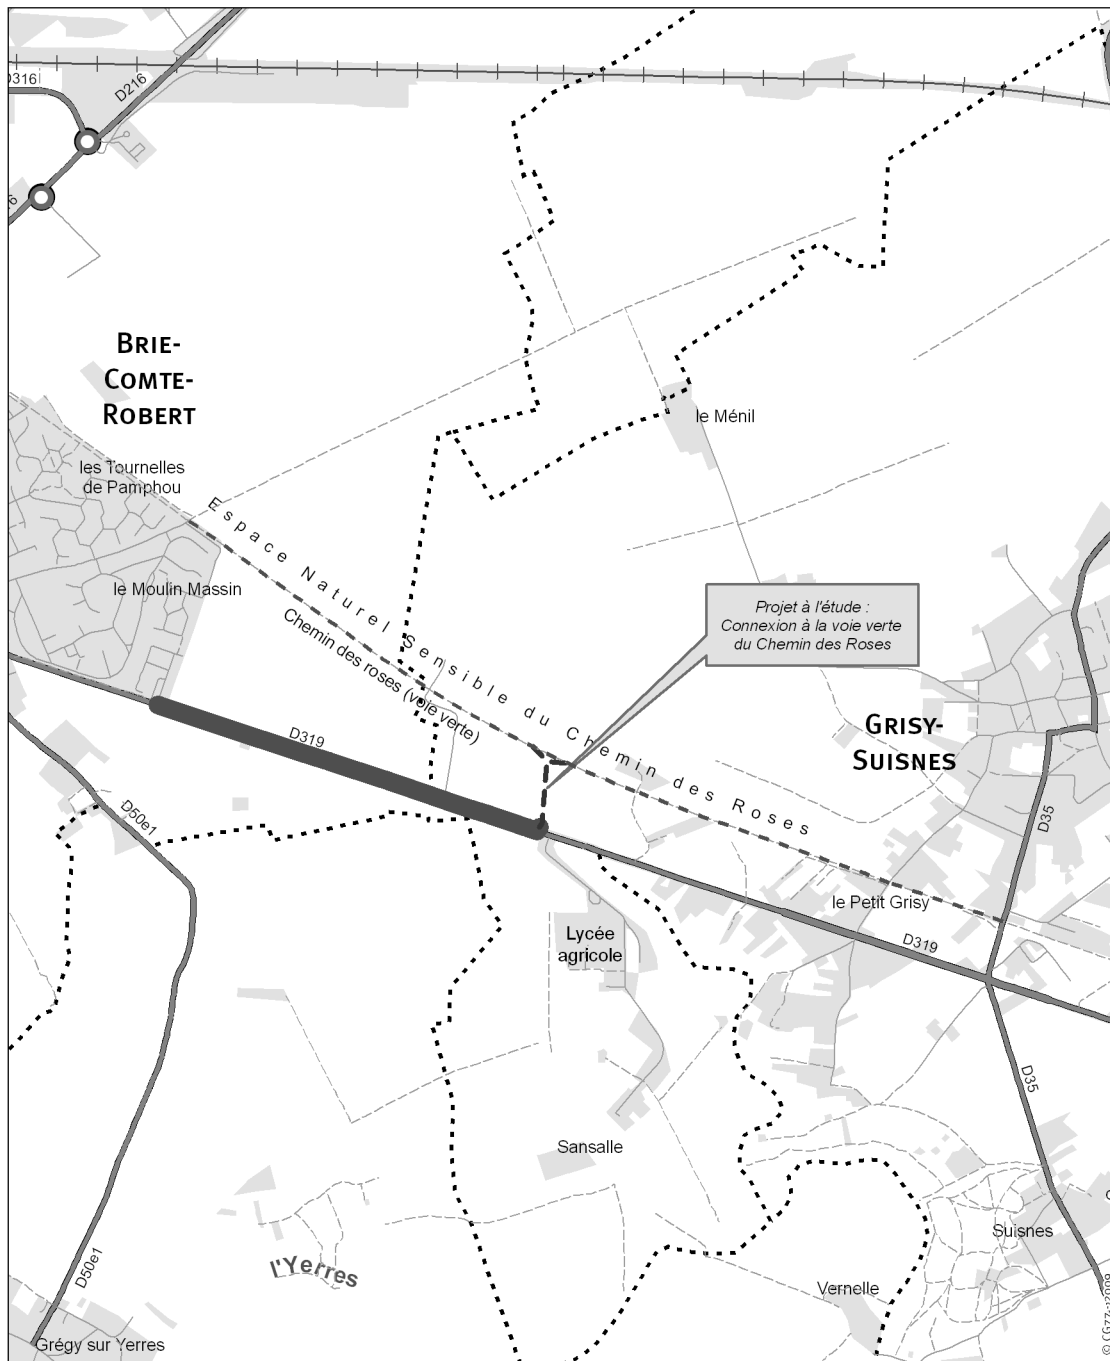 D316
D216
BRIE-
COMTE-
ROBERT
les Tournelles
de Pamphou
le Ménil
Espace Naturel Sensible du Chemin des Roses
le Moulin Massin
Chemin des roses (voie verte)
Projet à l'étude :
Connexion à la voie verte
du Chemin des Roses
GRISY-
SUISNES
D319
D50e1
D35
le Petit Grisy
D319
Lycée
agricole
D35
Sansalle
Suisnes
l'Yerres
D50e1
Vernelle
Grégy sur Yerres
© CG77-2009